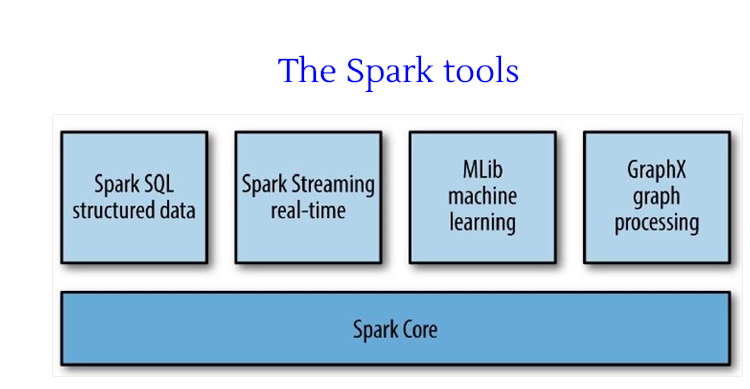 The Spark tools
Spark SQL
structured data
Spark Streaming
real-time
MLib
machine
learning
GraphX
graph
processing
Spark Core